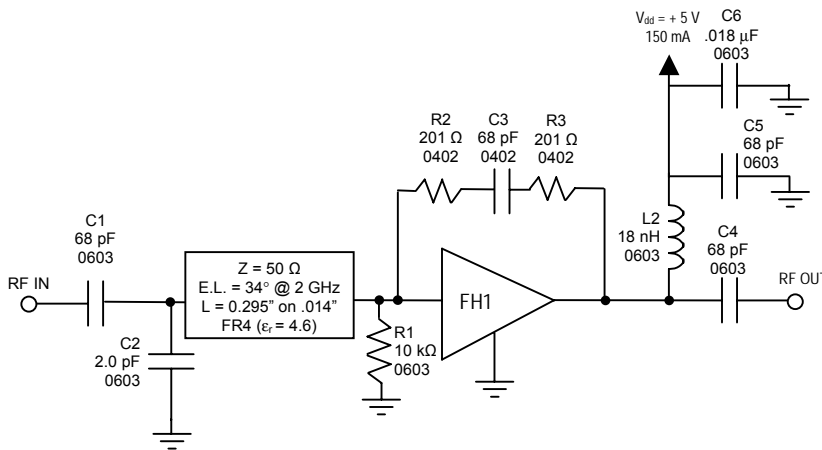 V_dd = + 5 V
150 mA
C6
.018 µF
0603
R2
201 Ω
0402
C3
68 pF
0402
R3
201 Ω
0402
C5
68 pF
0603
L2
18 nH
0603
C4
68 pF
0603
C1
68 pF
0603
RF IN
Z = 50 Ω
E.L. = 34° @ 2 GHz
L = 0.295” on .014”
FR4 (ε_r = 4.6)
FH1
RF OUT
R1
10 kΩ
0603
C2
2.0 pF
0603